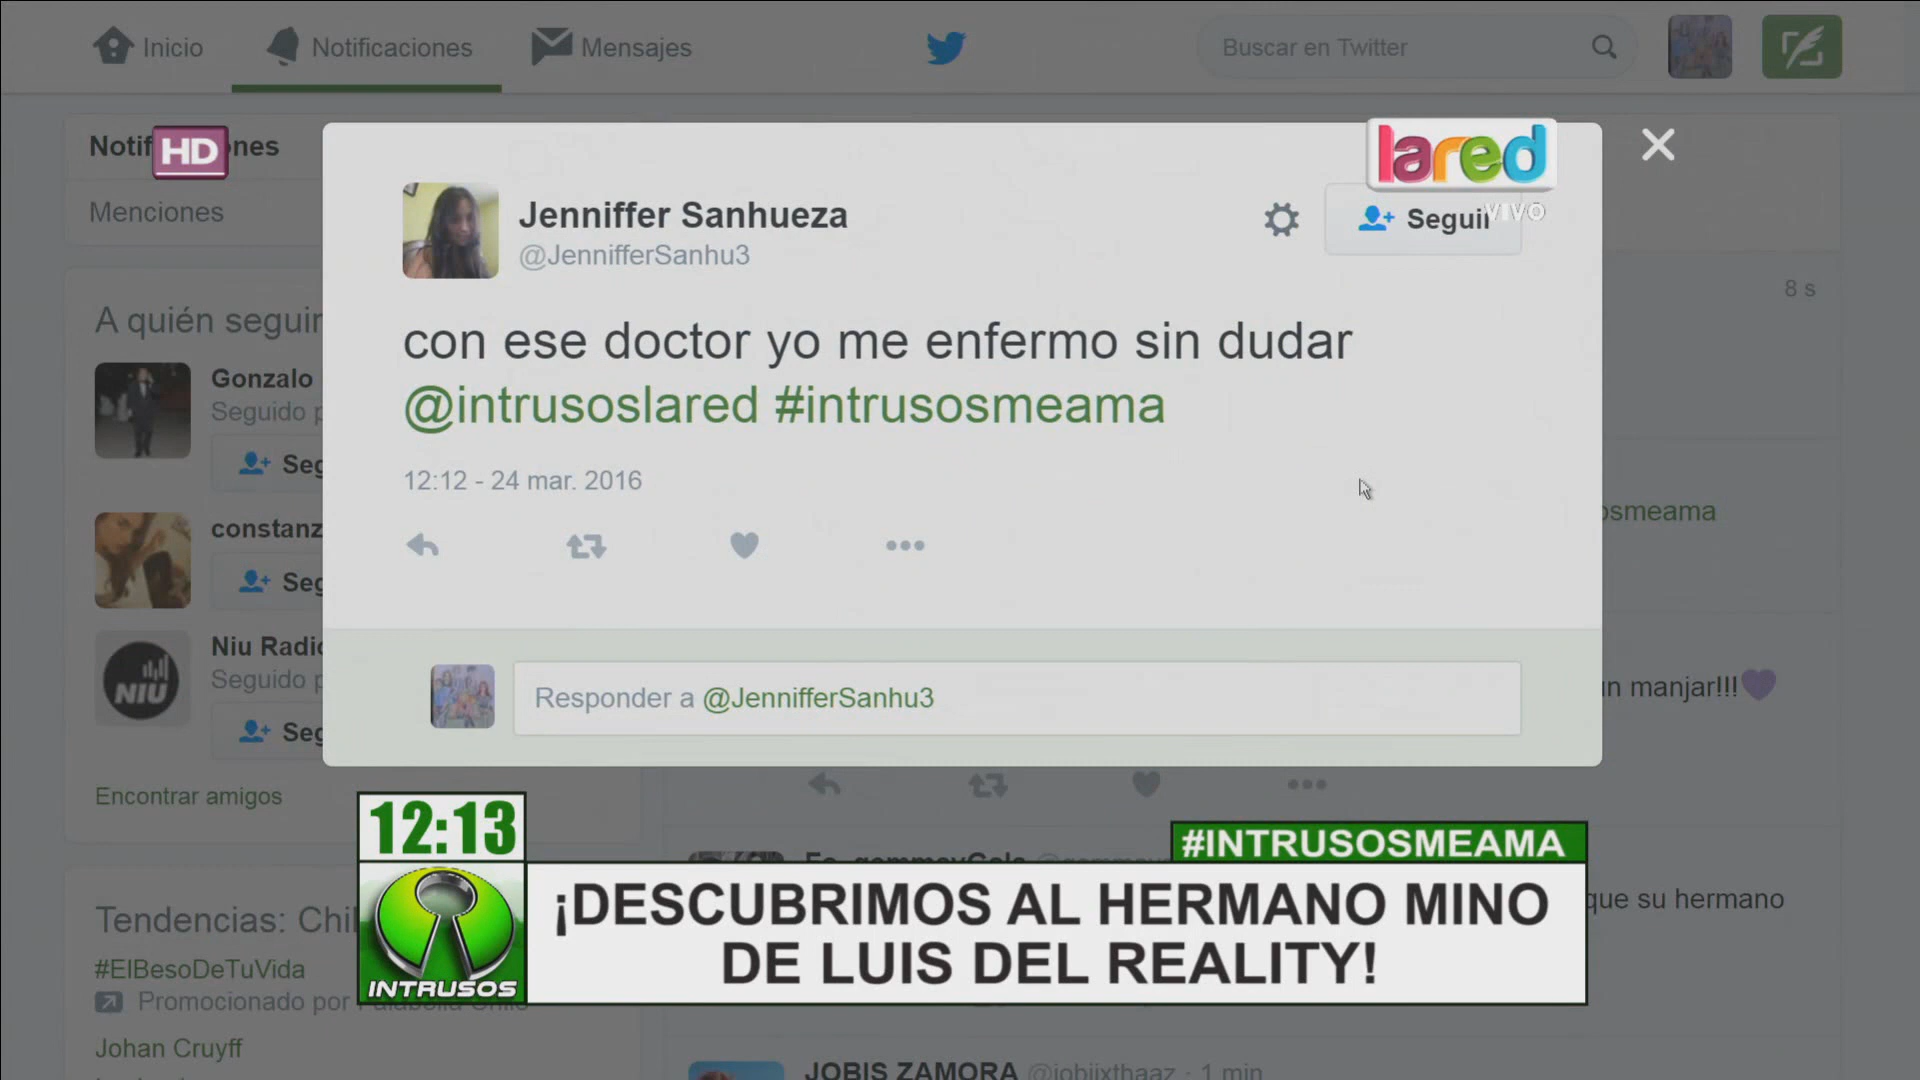 Inicio
Notificaciones
Mensajes
Buscar en Twitter
HD
Menciones
lared
VIVO
Jenniffer Sanhueza
@JennifferSanhu3
Seguir
8 s
A quién seguir
con ese doctor yo me enfermo sin dudar
@intrusoslared #intrusosmeama
12:12 - 24 mar. 2016
Gonzalo
Seguido p
Seg
constanz
Seg
osmeama
Niu Radio
NIU
Seguido p
Seg
Responder a @JennifferSanhu3
un manjar!!!
Encontrar amigos
12:13
#INTRUSOSMEAMA
¡DESCUBRIMOS AL HERMANO MINO
DE LUIS DEL REALITY!
INTRUSOS
que su hermano
Tendencias: Chil
#ElBesoDeTuVida
Promocionado por Falabella Chile
Johan Cruyff
JOBIS ZAMORA @jobiixthaaz · 1 min